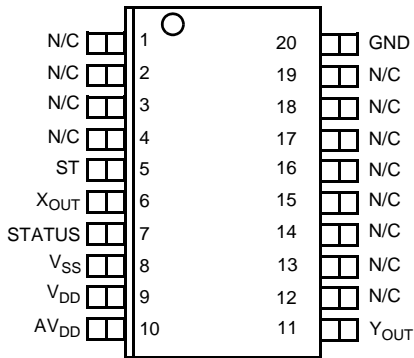 N/C 1 20 GND
N/C 2 19 N/C
N/C 3 18 N/C
N/C 4 17 N/C
ST 5 16 N/C
XOUT 6 15 N/C
STATUS 7 14 N/C
VSS 8 13 N/C
VDD 9 12 N/C
AVDD 10 11 YOUT